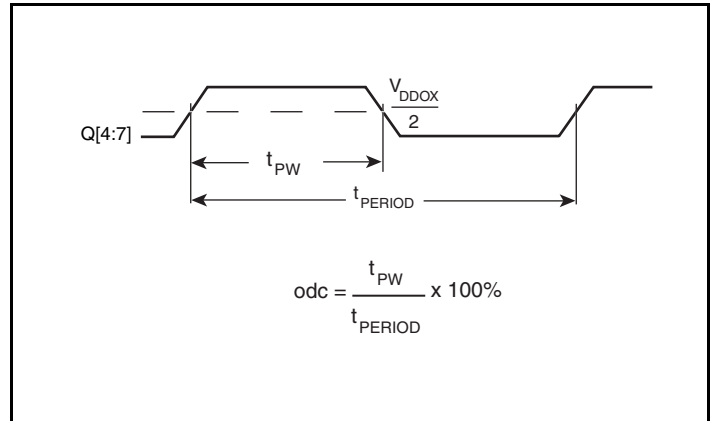 V_DDOX
2
Q[4:7]
t_PW
t_PERIOD
odc = t_PW / t_PERIOD x 100%